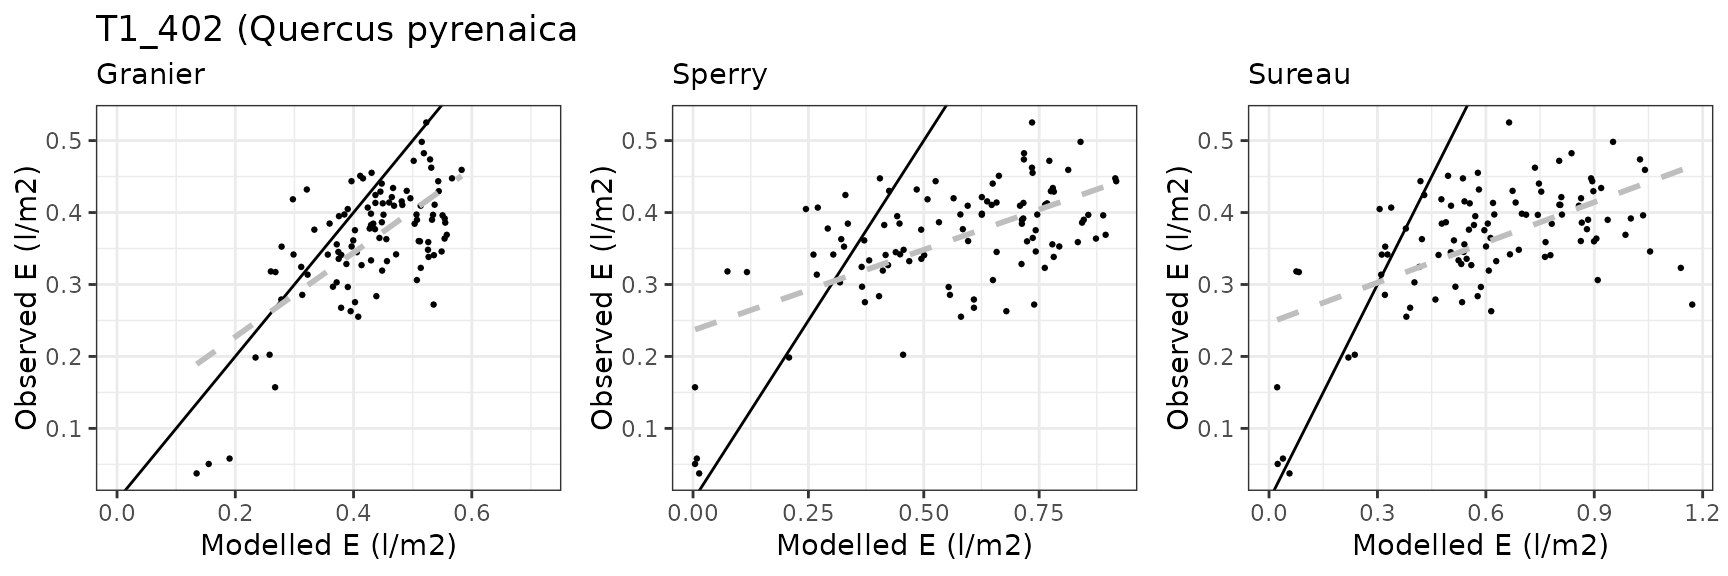 T1_402 (Quercus pyrenaica
Granier
Sperry
Sureau
Observed E (l/m2)
0.5
0.4
0.3
0.2
0.1
0.0 0.2 0.4 0.6
Modelled E (l/m2)
Observed E (l/m2)
0.5
0.4
0.3
0.2
0.1
0.00 0.25 0.50 0.75
Modelled E (l/m2)
Observed E (l/m2)
0.5
0.4
0.3
0.2
0.1
0.0 0.3 0.6 0.9 1.2
Modelled E (l/m2)